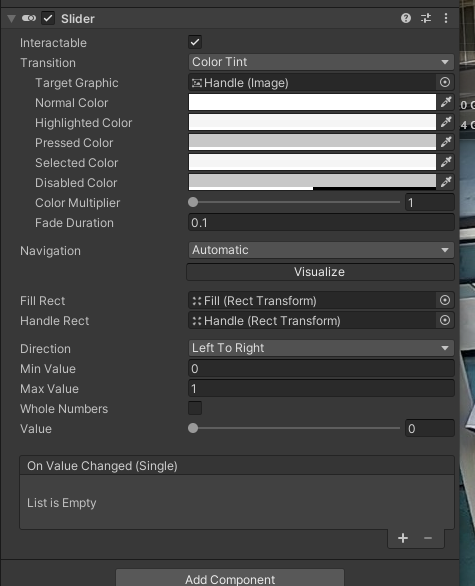 Slider
Interactable
Transition Color Tint
Target Graphic Handle (Image)
Normal Color
Highlighted Color
Pressed Color
Selected Color
Disabled Color
Color Multiplier 1
Fade Duration 0.1
Navigation Automatic
Visualize
Fill Rect Fill (Rect Transform)
Handle Rect Handle (Rect Transform)
Direction Left To Right
Min Value 0
Max Value 1
Whole Numbers
Value 0
On Value Changed (Single)
List is Empty
Add Component